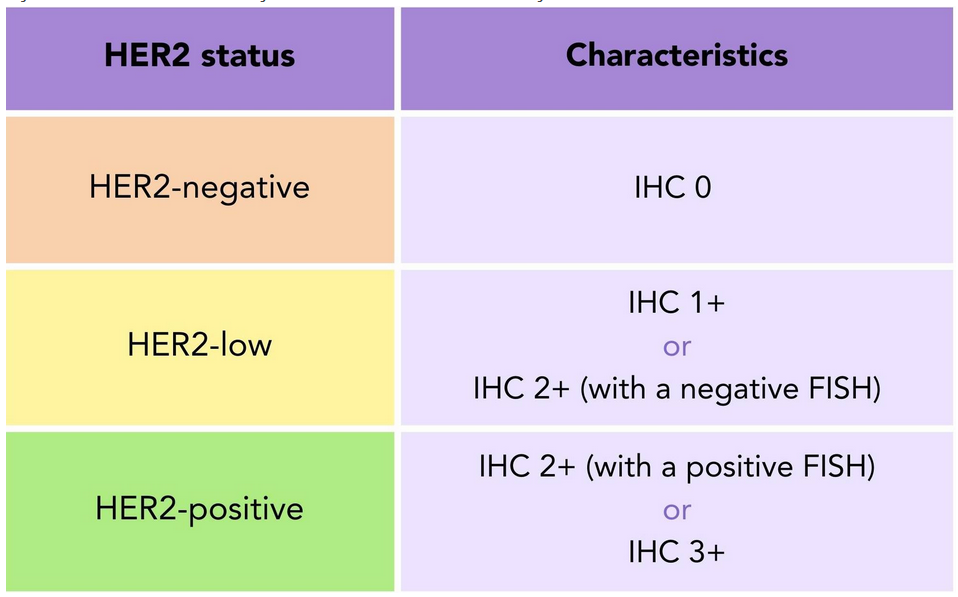 HER2 status
Characteristics
HER2-negative
IHC 0
HER2-low
IHC 1+
or
IHC 2+ (with a negative FISH)
HER2-positive
IHC 2+ (with a positive FISH)
or
IHC 3+